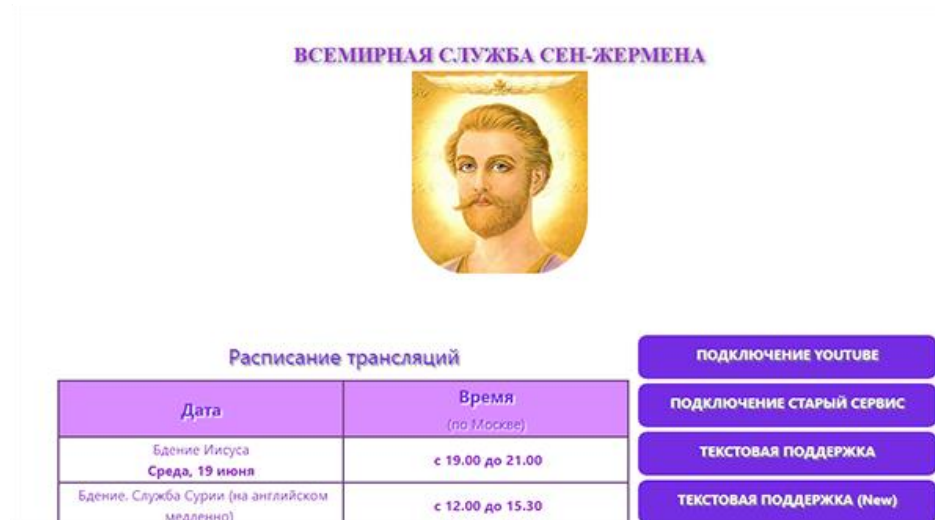 ВСЕМИРНАЯ СЛУЖБА СЕН-ЖЕРМЕНА
Расписание трансляций
Дата
Время
(по Москве)
Бдение Иисуса
Среда, 19 июня
с 19.00 до 21.00
Бдение. Служба Сурии (на английском
медленно)
с 12.00 до 15.30
ПОДКЛЮЧЕНИЕ YOUTUBE
ПОДКЛЮЧЕНИЕ СТАРЫЙ СЕРВИС
ТЕКСТОВАЯ ПОДДЕРЖКА
ТЕКСТОВАЯ ПОДДЕРЖКА (New)